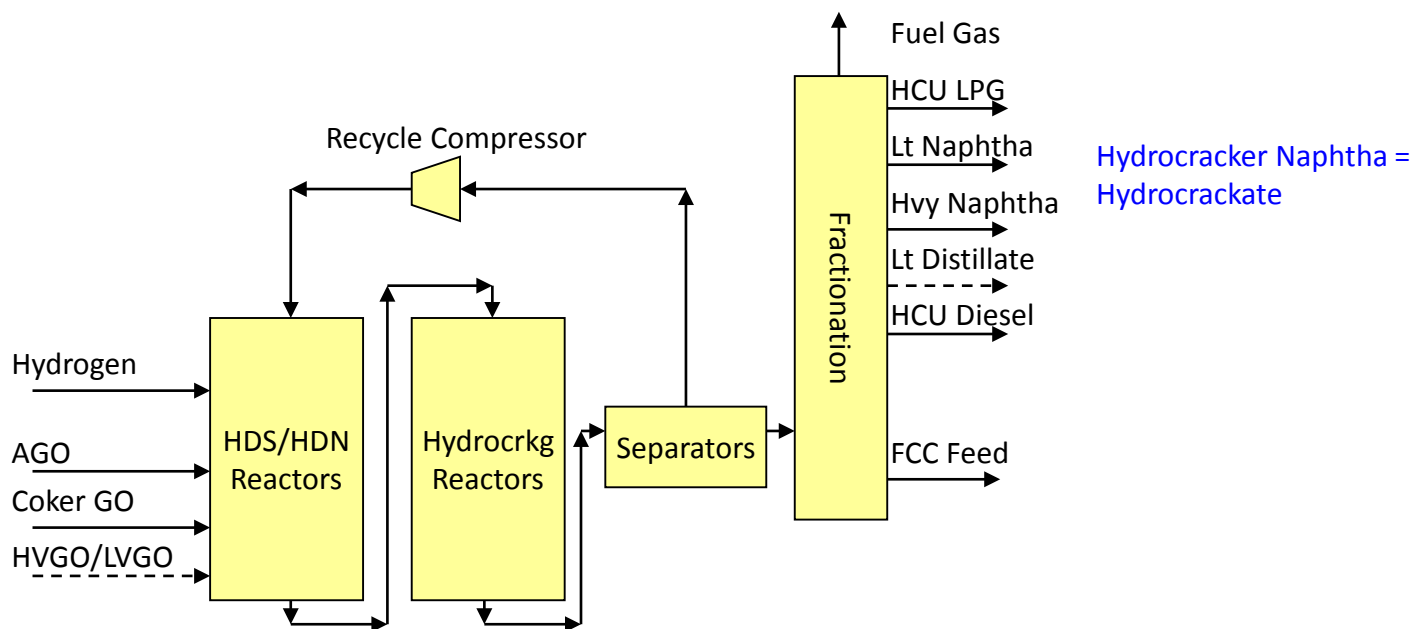 Fuel Gas
HCU LPG
Recycle Compressor
Lt Naphtha
Hydrocracker Naphtha =
Hydrocrackate
Hvy Naphtha
Fractionation
Lt Distillate
HCU Diesel
Hydrogen
HDS/HDN
Reactors
Hydrocrkg
Reactors
Separators
AGO
FCC Feed
Coker GO
HVGO/LVGO